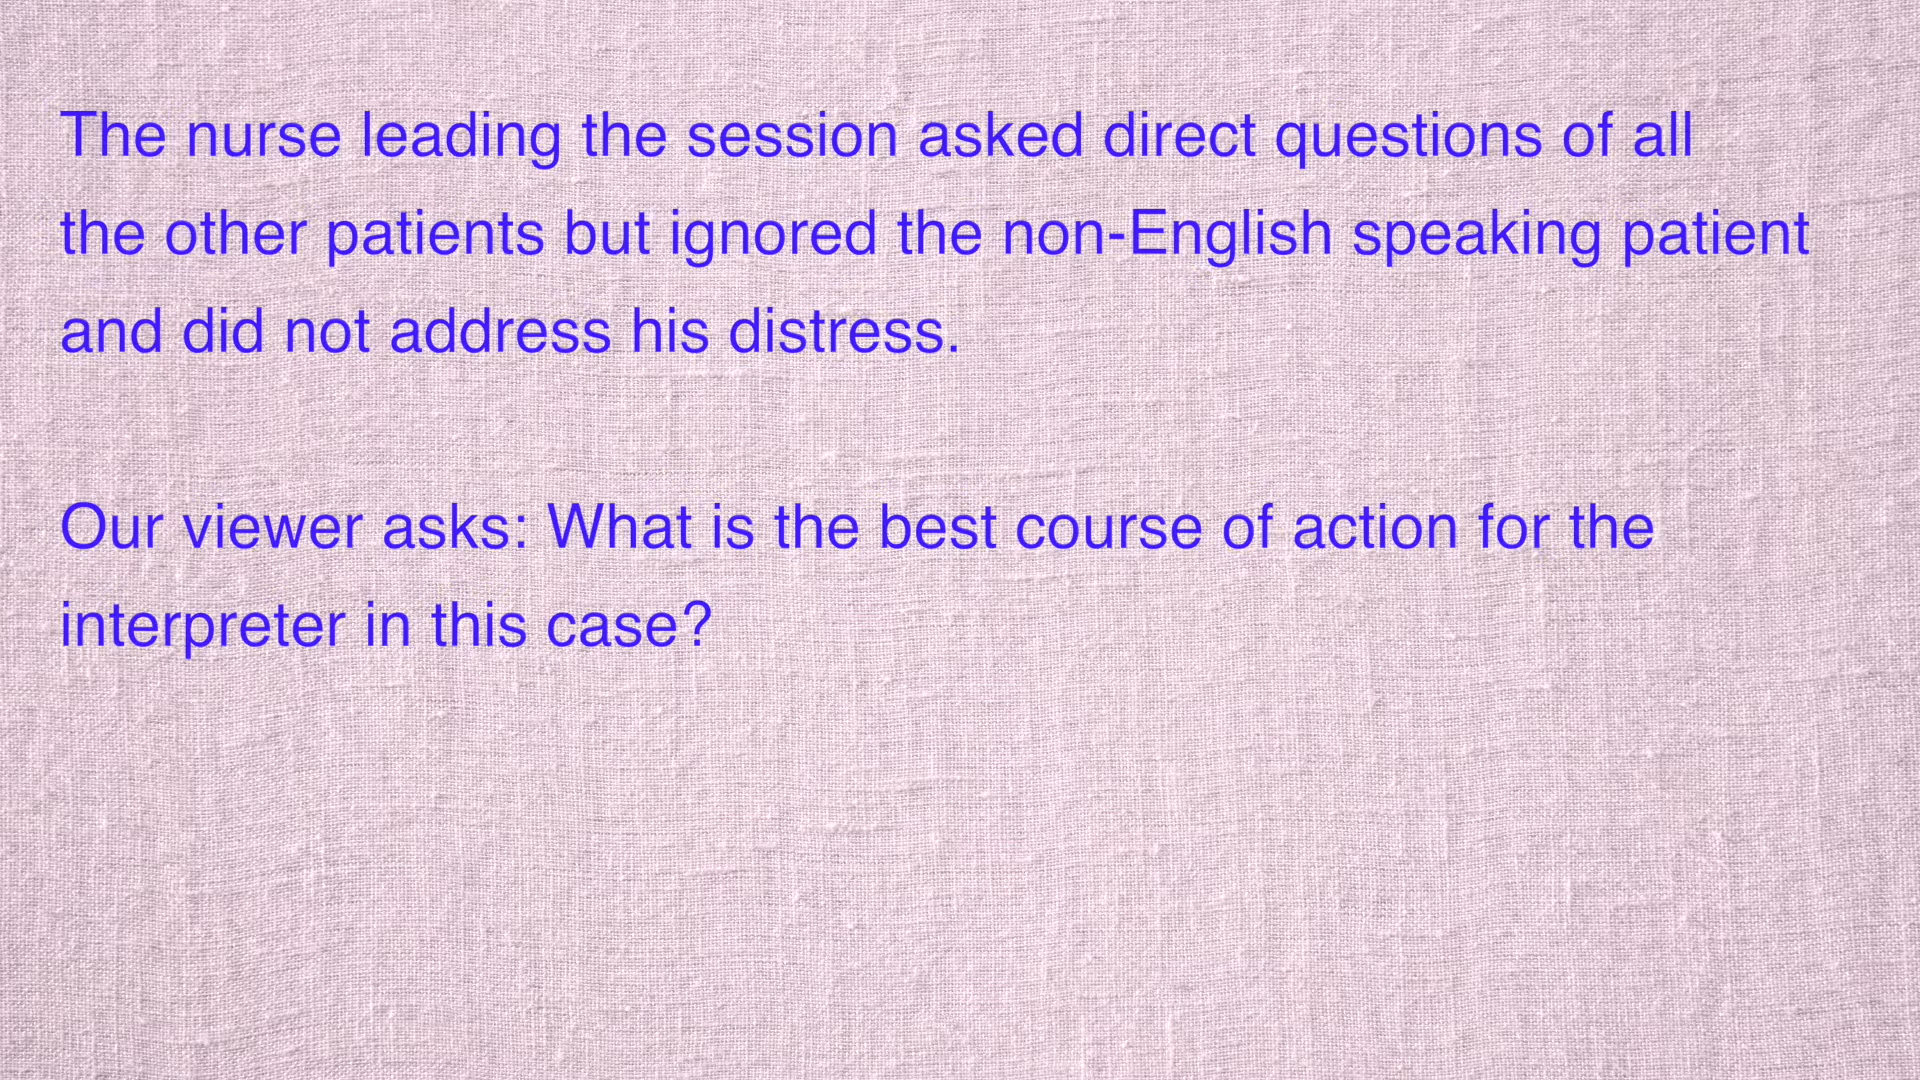 The nurse leading the session asked direct questions of all
the other patients but ignored the non-English speaking patient
and did not address his distress.
Our viewer asks: What is the best course of action for the
interpreter in this case?